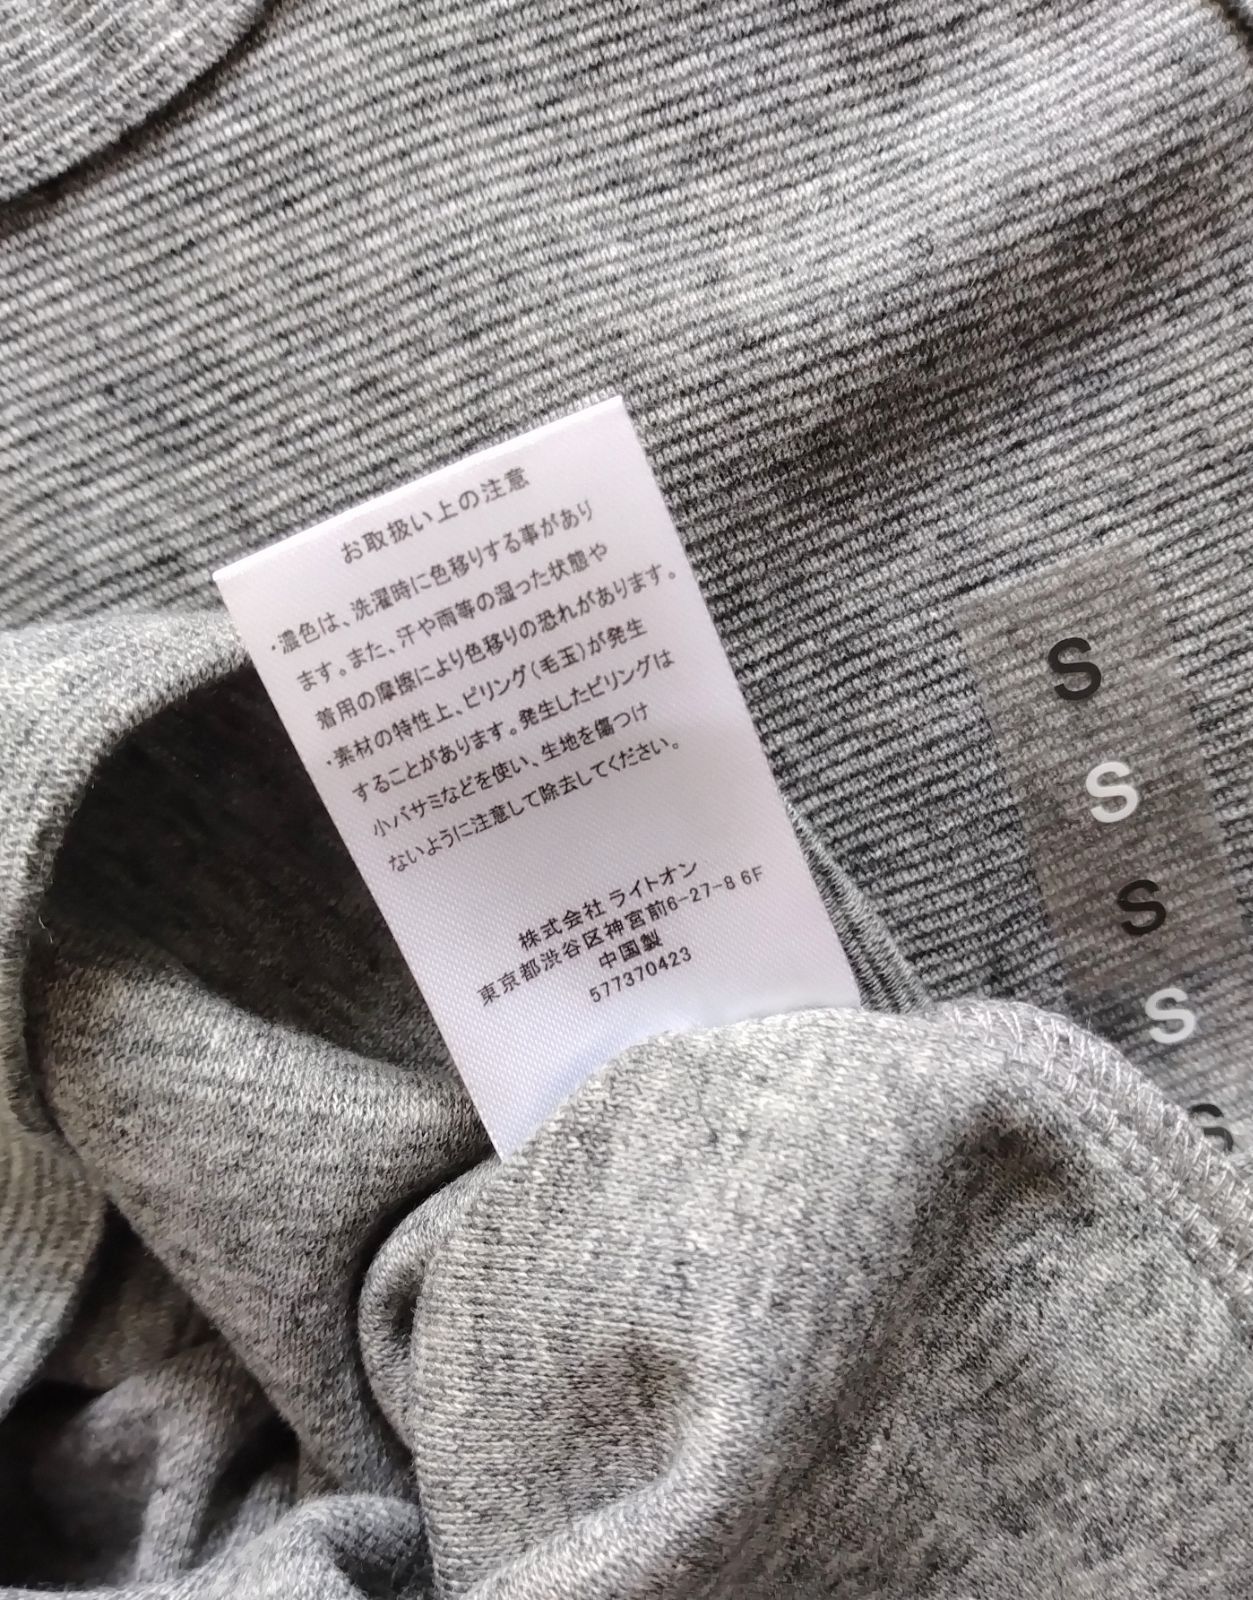 お取扱い上の注意
・濃色は、洗濯時に色移りする事があり
ます。また、汗や雨等の湿った状態や
着用の摩擦により色移りの恐れがあります。
・素材の特性上、ピリング(毛玉)が発生
することがあります。発生したピリングは
小バサミなどを使い、生地を傷つけ
ないように注意して除去してください。
株式会社 ライトオン
東京都渋谷区神宮前6-27-8 6F
中国製
577370423
S
S
S
S
S